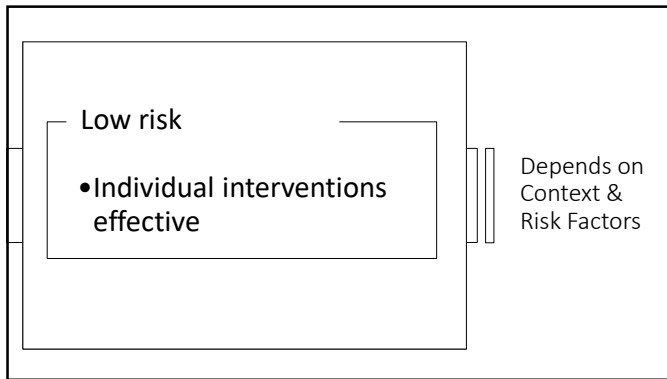 Low risk
•Individual interventions
effective
Depends on
Context &
Risk Factors